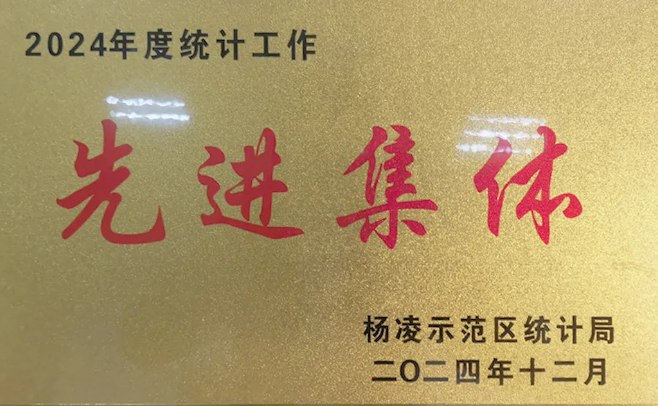 2024年度统计工作
先进集体
杨凌示范区统计局
二〇二四年十二月